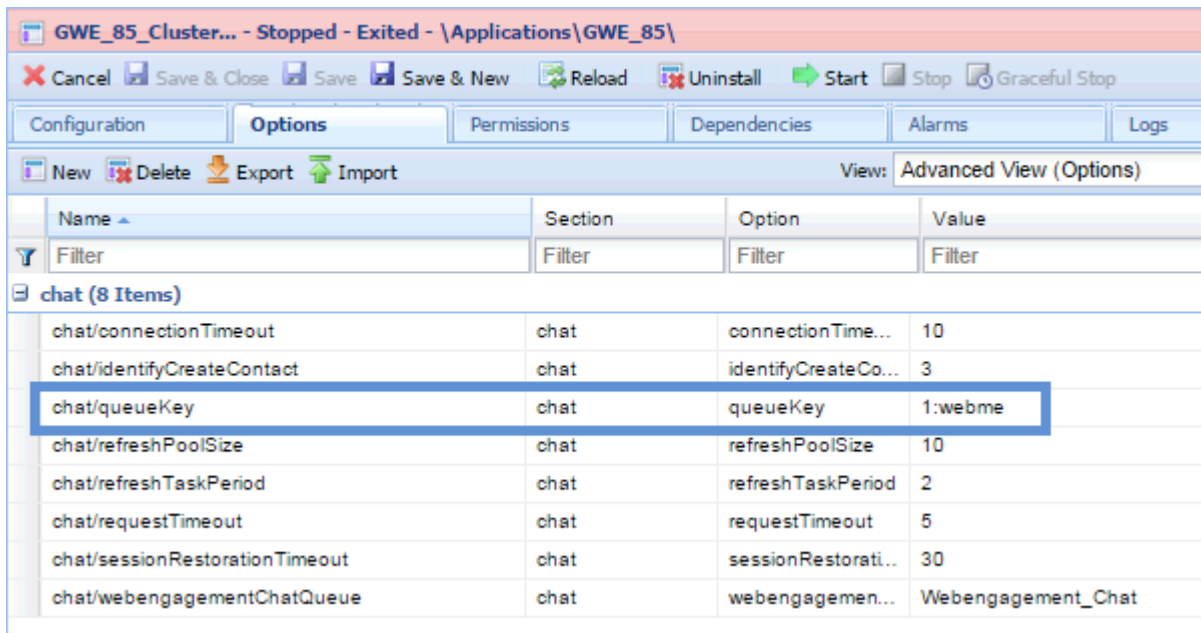 GWE_85_Cluster... - Stopped - Exited - \Applications\GWE_85\
Cancel Save & Close Save Save & New Reload Uninstall Start Stop Graceful Stop
Configuration Options Permissions Dependencies Alarms Logs
New Delete Export Import View: Advanced View (Options)
Name Section Option Value
Filter Filter Filter Filter
chat (8 Items)
chat/connectionTimeout chat connectionTime... 10
chat/identifyCreateContact chat identifyCreateCo... 3
chat/queueKey chat queueKey 1:webme
chat/refreshPoolSize chat refreshPoolSize 10
chat/refreshTaskPeriod chat refreshTaskPeriod 2
chat/requestTimeout chat requestTimeout 5
chat/sessionRestorationTimeout chat sessionRestorati... 30
chat/webengagementChatQueue chat webengagemen... Webengagement_Chat